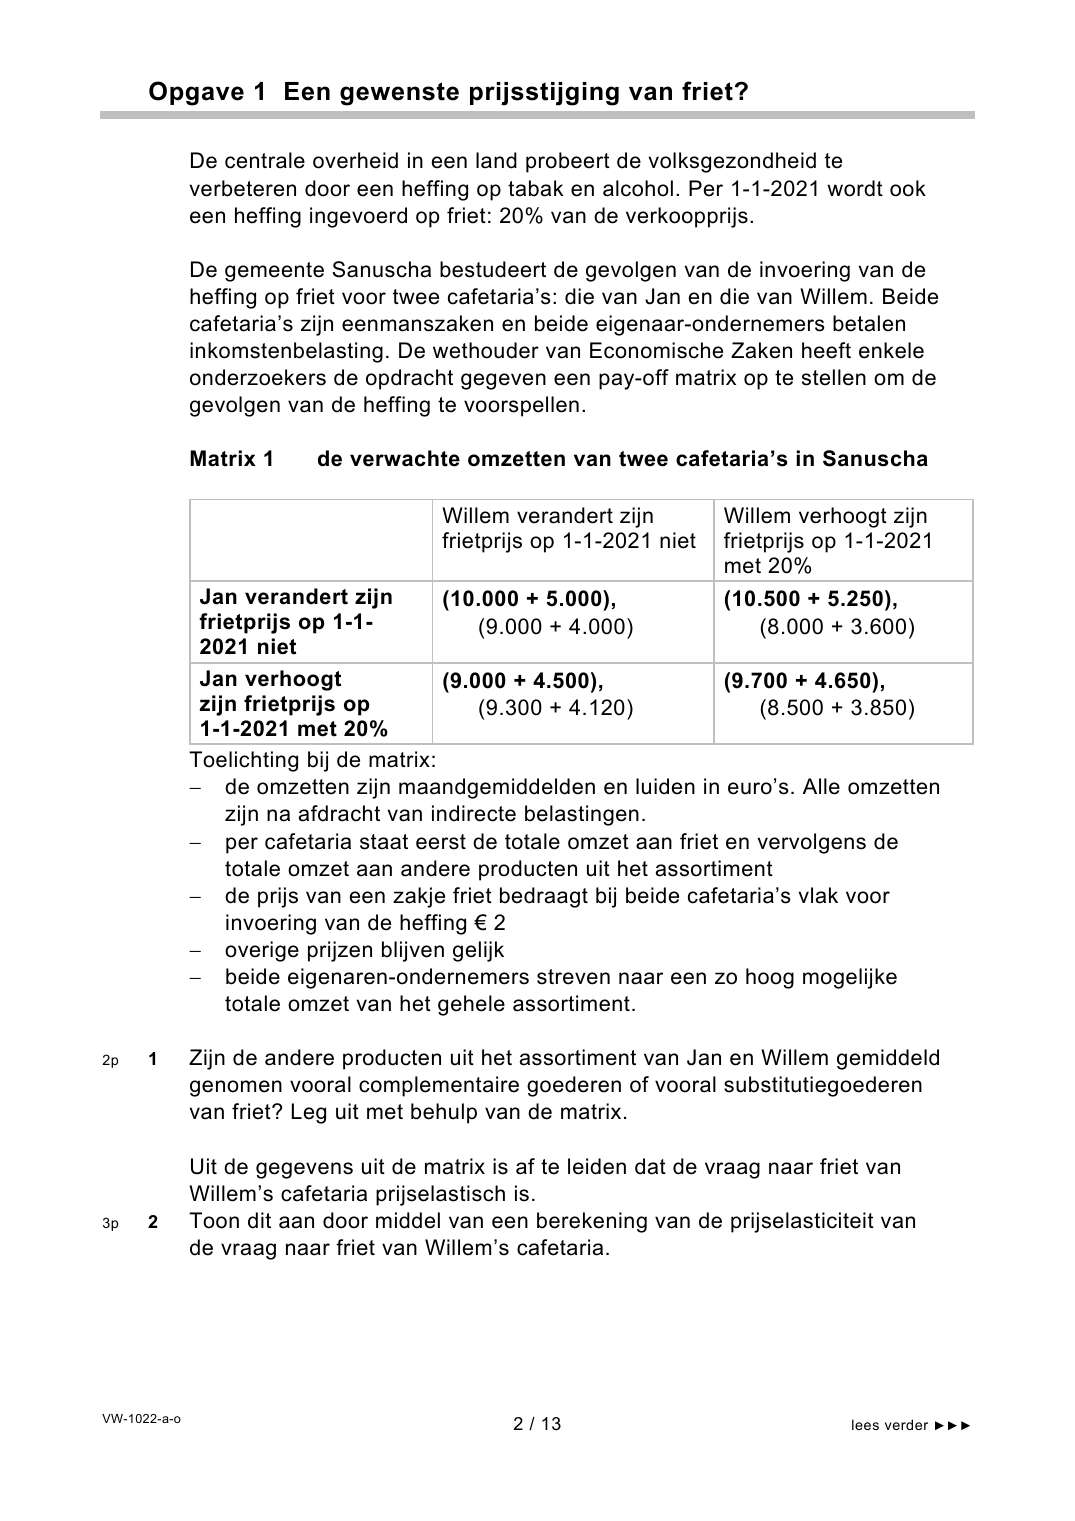 Opgave 1  Een gewenste prijsstijging van friet?
De centrale overheid in een land probeert de volksgezondheid te
verbeteren door een heffing op tabak en alcohol. Per 1-1-2021 wordt ook
een heffing ingevoerd op friet: 20% van de verkoopprijs.
De gemeente Sanuscha bestudeert de gevolgen van de invoering van de
heffing op friet voor twee cafetaria’s: die van Jan en die van Willem. Beide
cafetaria’s zijn eenmanszaken en beide eigenaar-ondernemers betalen
inkomstenbelasting. De wethouder van Economische Zaken heeft enkele
onderzoekers de opdracht gegeven een pay-off matrix op te stellen om de
gevolgen van de heffing te voorspellen.
Matrix 1 de verwachte omzetten van twee cafetaria’s in Sanuscha
Willem verandert zijn
frietprijs op 1-1-2021 niet
Willem verhoogt zijn
frietprijs op 1-1-2021
met 20%
Jan verandert zijn
frietprijs op 1-1-
2021 niet
(10.000 + 5.000),
(9.000 + 4.000)
(10.500 + 5.250),
(8.000 + 3.600)
Jan verhoogt
zijn frietprijs op
1-1-2021 met 20%
(9.000 + 4.500),
(9.300 + 4.120)
(9.700 + 4.650),
(8.500 + 3.850)
Toelichting bij de matrix:
– de omzetten zijn maandgemiddelden en luiden in euro’s. Alle omzetten
zijn na afdracht van indirecte belastingen.
– per cafetaria staat eerst de totale omzet aan friet en vervolgens de
totale omzet aan andere producten uit het assortiment
– de prijs van een zakje friet bedraagt bij beide cafetaria’s vlak voor
invoering van de heffing € 2
– overige prijzen blijven gelijk
– beide eigenaren-ondernemers streven naar een zo hoog mogelijke
totale omzet van het gehele assortiment.
2p 1 Zijn de andere producten uit het assortiment van Jan en Willem gemiddeld
genomen vooral complementaire goederen of vooral substitutiegoederen
van friet? Leg uit met behulp van de matrix.
Uit de gegevens uit de matrix is af te leiden dat de vraag naar friet van
Willem’s cafetaria prijselastisch is.
3p 2 Toon dit aan door middel van een berekening van de prijselasticiteit van
de vraag naar friet van Willem’s cafetaria.
VW-1022-a-o 2 / 13 lees verder ►►►